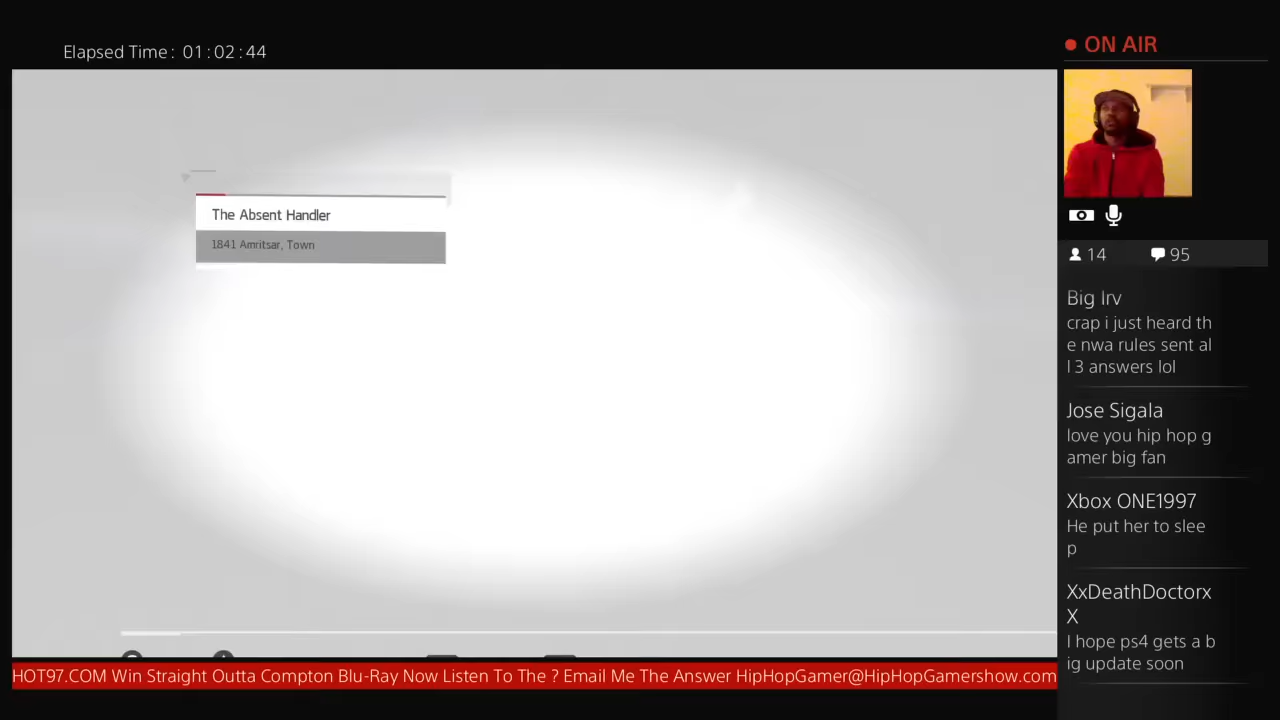 Elapsed Time: 01:02:44
ON AIR
The Absent Handler
1841 Amritsar, Town
14
95
Big Irv
crap i just heard th
e nwa rules sent al
l 3 answers lol
Jose Sigala
love you hip hop g
amer big fan
Xbox ONE1997
He put her to slee
p
XxDeathDoctorx
X
I hope ps4 gets a b
ig update soon
HOT97.COM Win Straight Outta Compton Blu-Ray Now Listen To The ? Email Me The Answer HipHopGamer@HipHopGamershow.com